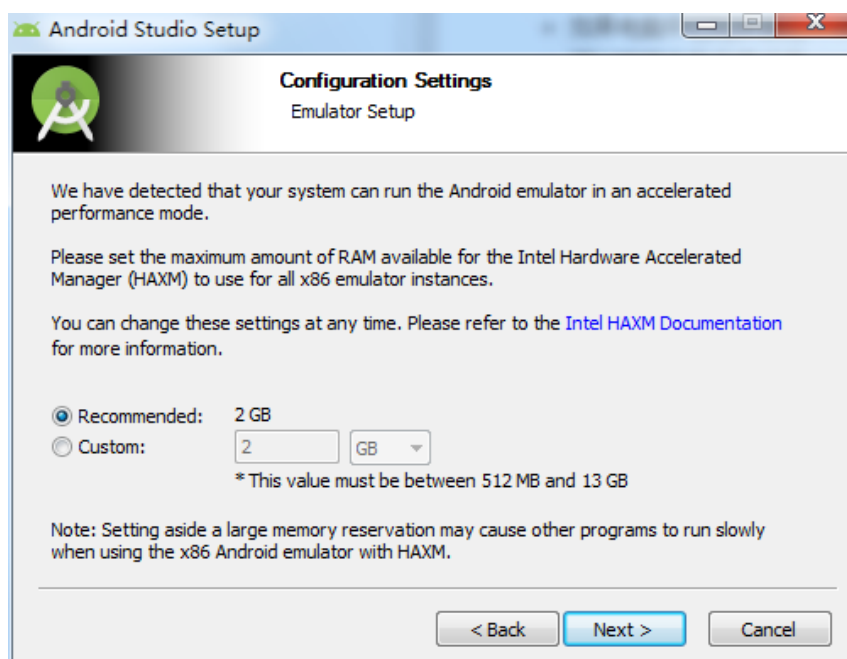 Android Studio Setup
Configuration Settings
Emulator Setup
We have detected that your system can run the Android emulator in an accelerated
performance mode.
Please set the maximum amount of RAM available for the Intel Hardware Accelerated
Manager (HAXM) to use for all x86 emulator instances.
You can change these settings at any time. Please refer to the Intel HAXM Documentation
for more information.
Recommended: 2 GB
Custom: 2 GB
* This value must be between 512 MB and 13 GB
Note: Setting aside a large memory reservation may cause other programs to run slowly
when using the x86 Android emulator with HAXM.
< Back Next > Cancel